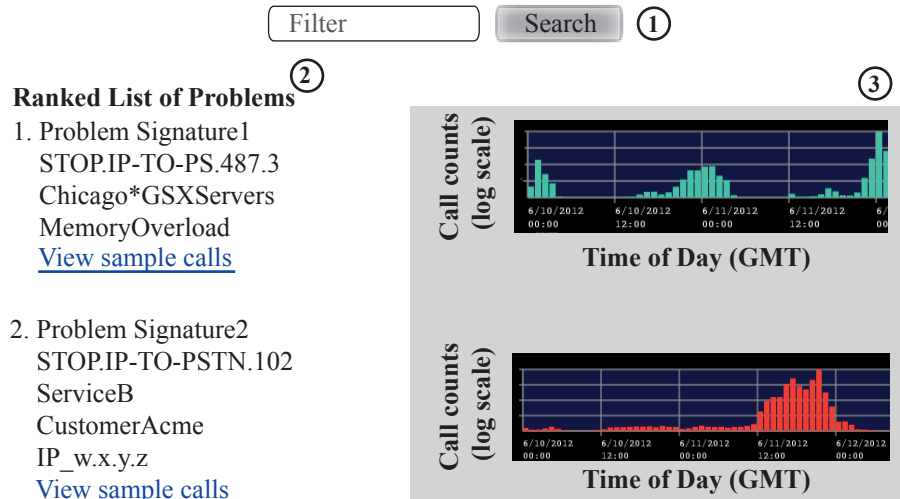 Filter
Search
1
2
3
Ranked List of Problems
1. Problem Signature1
STOP.IP-TO-PS.487.3
Chicago*GSXServers
MemoryOverload
View sample calls
Call counts
(log scale)
6/10/2012 6/10/2012 6/11/2012 6/11/2012 6/
00:00 12:00 00:00 12:00 00
Time of Day (GMT)
2. Problem Signature2
STOP.IP-TO-PSTN.102
ServiceB
CustomerAcme
IP_w.x.y.z
View sample calls
Call counts
(log scale)
6/10/2012 6/10/2012 6/11/2012 6/11/2012 6/12/2012
00:00 12:00 00:00 12:00 00:00
Time of Day (GMT)